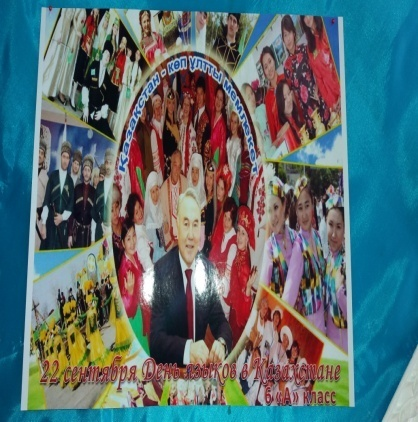 Қазақстан - көп ұлтты мемлекет
22 сентября День языков в Казахстане
6 «А» класс